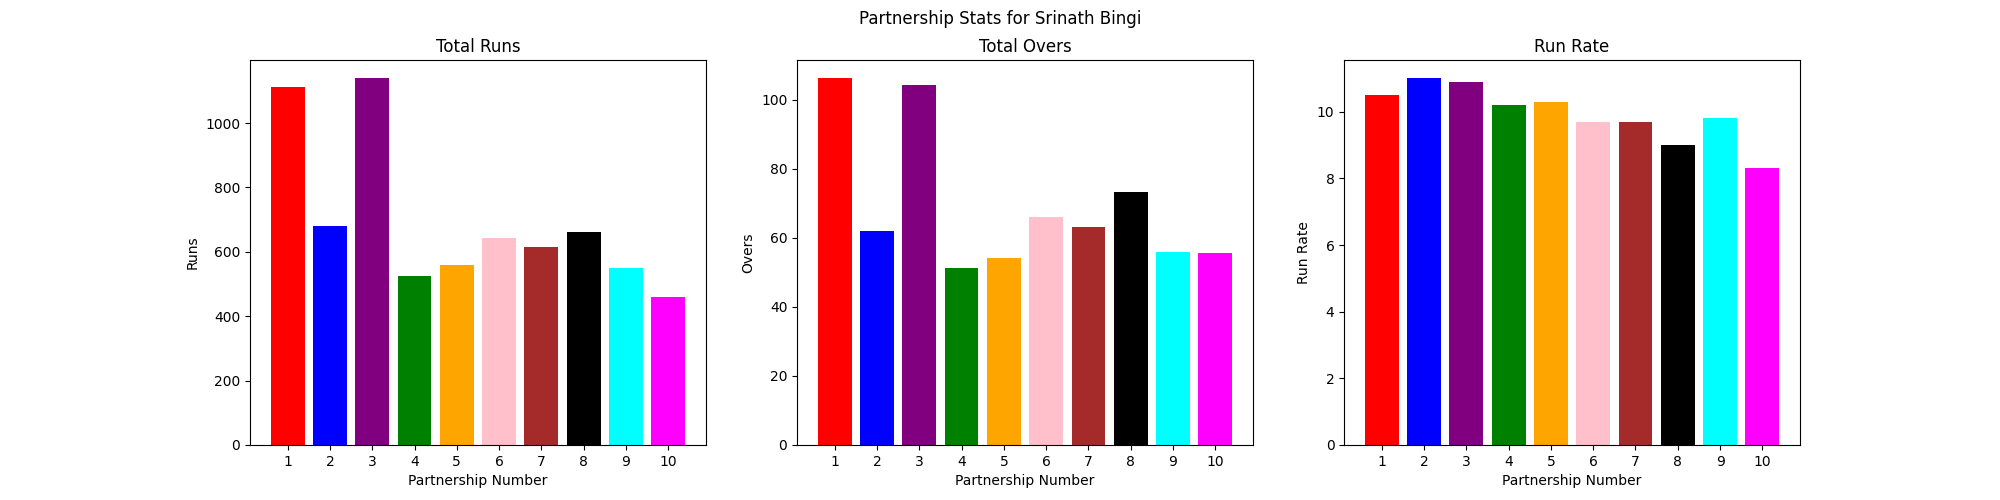 Partnership Stats for Srinath Bingi
Total Runs
Runs
1000
800
600
400
200
0
1 2 3 4 5 6 7 8 9 10
Partnership Number
Total Overs
Overs
100
80
60
40
20
0
1 2 3 4 5 6 7 8 9 10
Partnership Number
Run Rate
Run Rate
10
8
6
4
2
0
1 2 3 4 5 6 7 8 9 10
Partnership Number